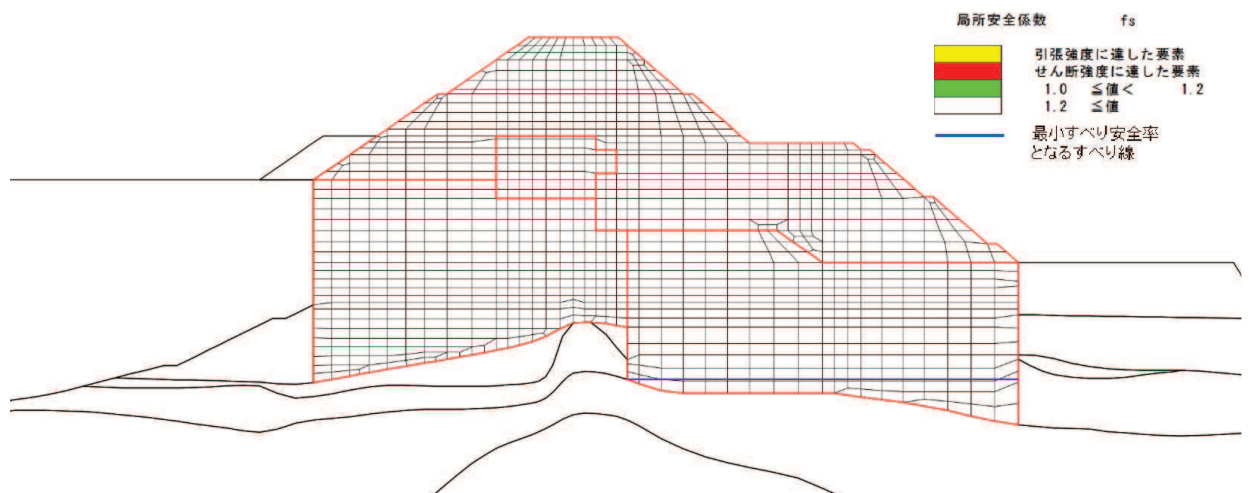 局所安全係数 fs
引張強度に達した要素
せん断強度に達した要素
1.0 ≦値< 1.2
1.2 ≦値
最小すべり安全率
となるすべり線